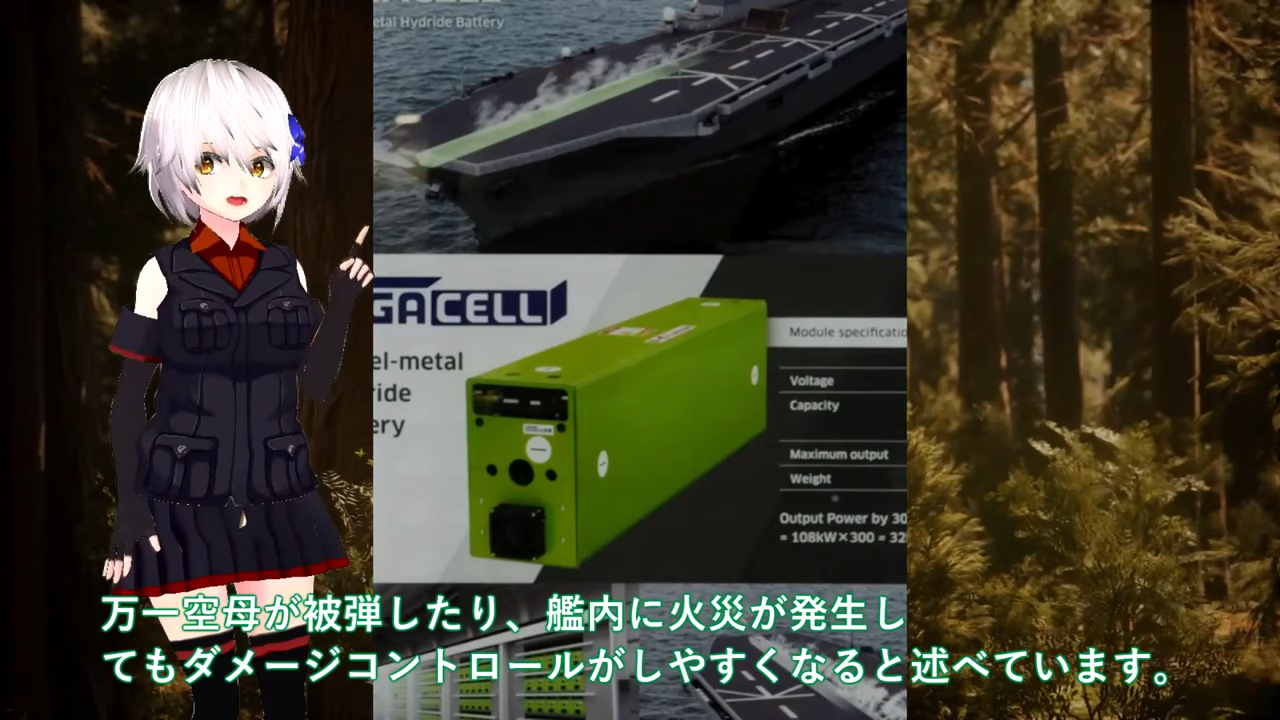 etal Hydride Battery
GACELL
el-metal
ride
ery
Module specificatio
Voltage
Capacity
Maximum output
Weight
Output Power by 30
= 108kW×300 = 32
万一空母が被弾したり、艦内に火災が発生し
てもダメージコントロールがしやすくなると述べています。